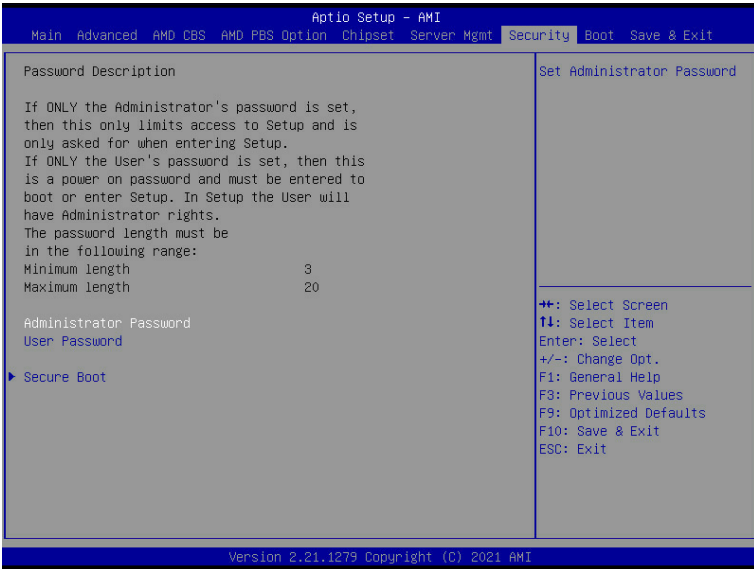 Aptio Setup - AMI
Main Advanced AMD CBS AMD PBS Option Chipset Server Mgmt Security Boot Save & Exit
Password Description
If ONLY the Administrator's password is set,
then this only limits access to Setup and is
only asked for when entering Setup.
If ONLY the User's password is set, then this
is a power on password and must be entered to
boot or enter Setup. In Setup the User will
have Administrator rights.
The password length must be
in the following range:
Minimum length 3
Maximum length 20
Administrator Password
User Password
Secure Boot
Set Administrator Password
→←: Select Screen
↑↓: Select Item
Enter: Select
+/-: Change Opt.
F1: General Help
F3: Previous Values
F9: Optimized Defaults
F10: Save & Exit
ESC: Exit
Version 2.21.1279 Copyright (C) 2021 AMI